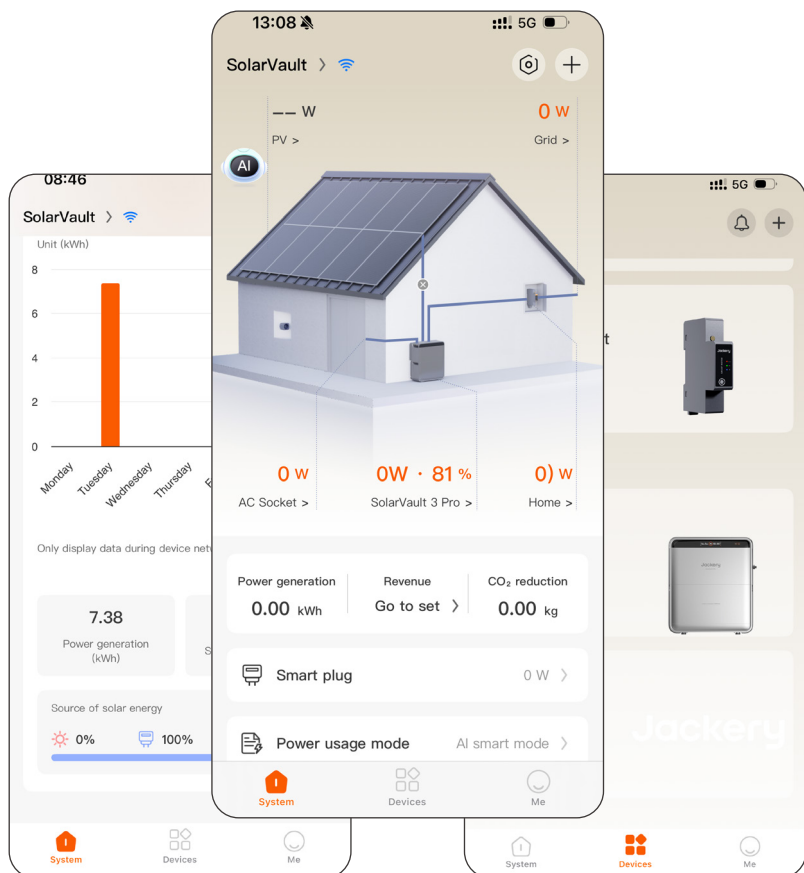 13:08
5G
SolarVault >
-- W
PV >
0 W
Grid >
AI
0 W
AC Socket >
0W · 81 %
SolarVault 3 Pro >
0) W
Home >
Power generation
0.00 kWh
Revenue
Go to set >
CO₂ reduction
0.00 kg
Smart plug
0 W >
Power usage mode
AI smart mode >
System
Devices
Me
08:46
SolarVault >
Unit (kWh)
8
6
4
2
0
Monday
Tuesday
Wednesday
Thursday
Only display data during device
7.38
Power generation
(kWh)
Source of solar energy
0%
100%
System
Devices
Me
5G
Jackery
Jackery
System
Devices
Me